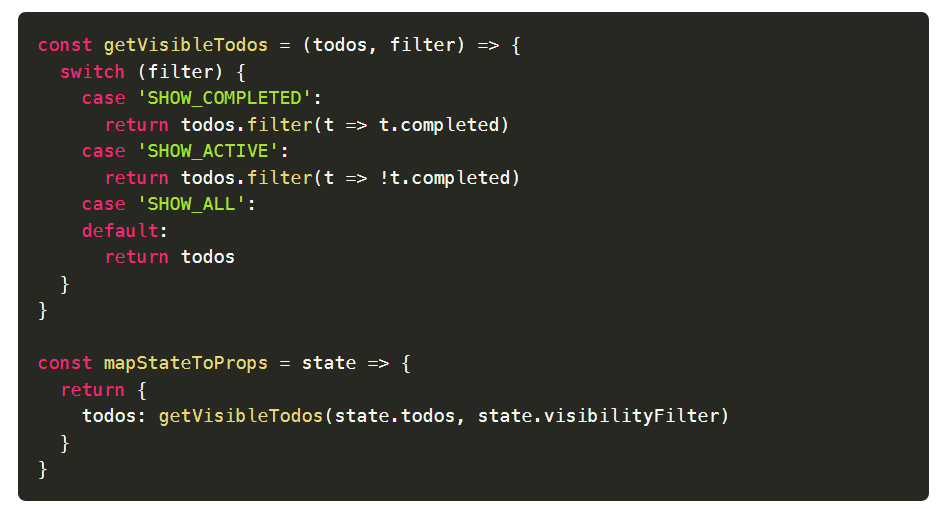 const getVisibleTodos = (todos, filter) => {
  switch (filter) {
    case 'SHOW_COMPLETED':
      return todos.filter(t => t.completed)
    case 'SHOW_ACTIVE':
      return todos.filter(t => !t.completed)
    case 'SHOW_ALL':
    default:
      return todos
  }
}

const mapStateToProps = state => {
  return {
    todos: getVisibleTodos(state.todos, state.visibilityFilter)
  }
}